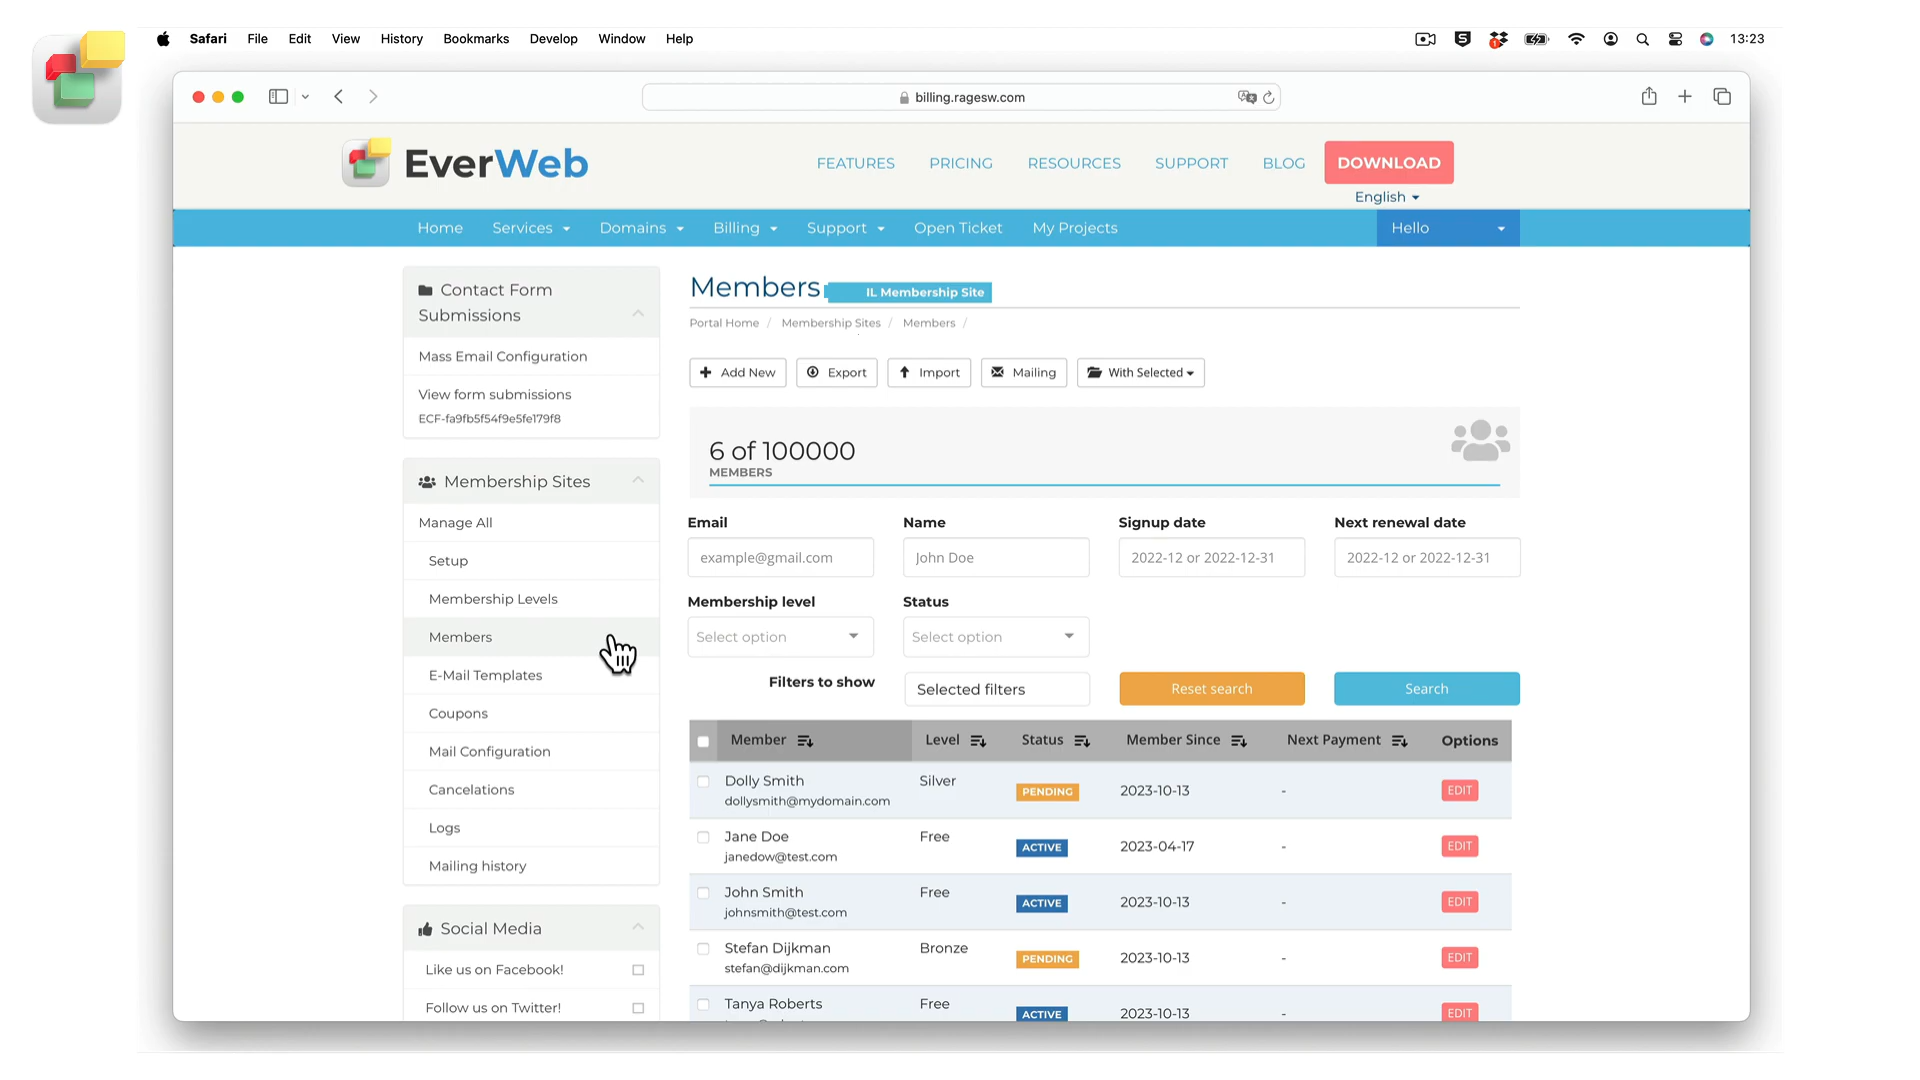 Safari File Edit View History Bookmarks Develop Window Help 13:23
billing.ragesw.com
EverWeb
FEATURES PRICING RESOURCES SUPPORT BLOG DOWNLOAD
English
Home Services Domains Billing Support Open Ticket My Projects Hello
Contact Form
Submissions
Mass Email Configuration
View form submissions
ECF-fa9fb5f54f9e5fe179f8
Membership Sites
Manage All
Setup
Membership Levels
Members
E-Mail Templates
Coupons
Mail Configuration
Cancelations
Logs
Mailing history
Social Media
Like us on Facebook!
Follow us on Twitter!
Members IL Membership Site
Portal Home / Membership Sites / Members /
Add New Export Import Mailing With Selected
6 of 100000
MEMBERS
Email Name Signup date Next renewal date
example@gmail.com John Doe 2022-12 or 2022-12-31 2022-12 or 2022-12-31
Membership level Status
Select option Select option
Filters to show Selected filters Reset search Search
Member Level Status Member Since Next Payment Options
Dolly Smith Silver PENDING 2023-10-13 - EDIT
dollysmith@mydomain.com
Jane Doe Free ACTIVE 2023-04-17 - EDIT
janedow@test.com
John Smith Free ACTIVE 2023-10-13 - EDIT
johnsmith@test.com
Stefan Dijkman Bronze PENDING 2023-10-13 - EDIT
stefan@dijkman.com
Tanya Roberts Free ACTIVE 2023-10-13 - EDIT